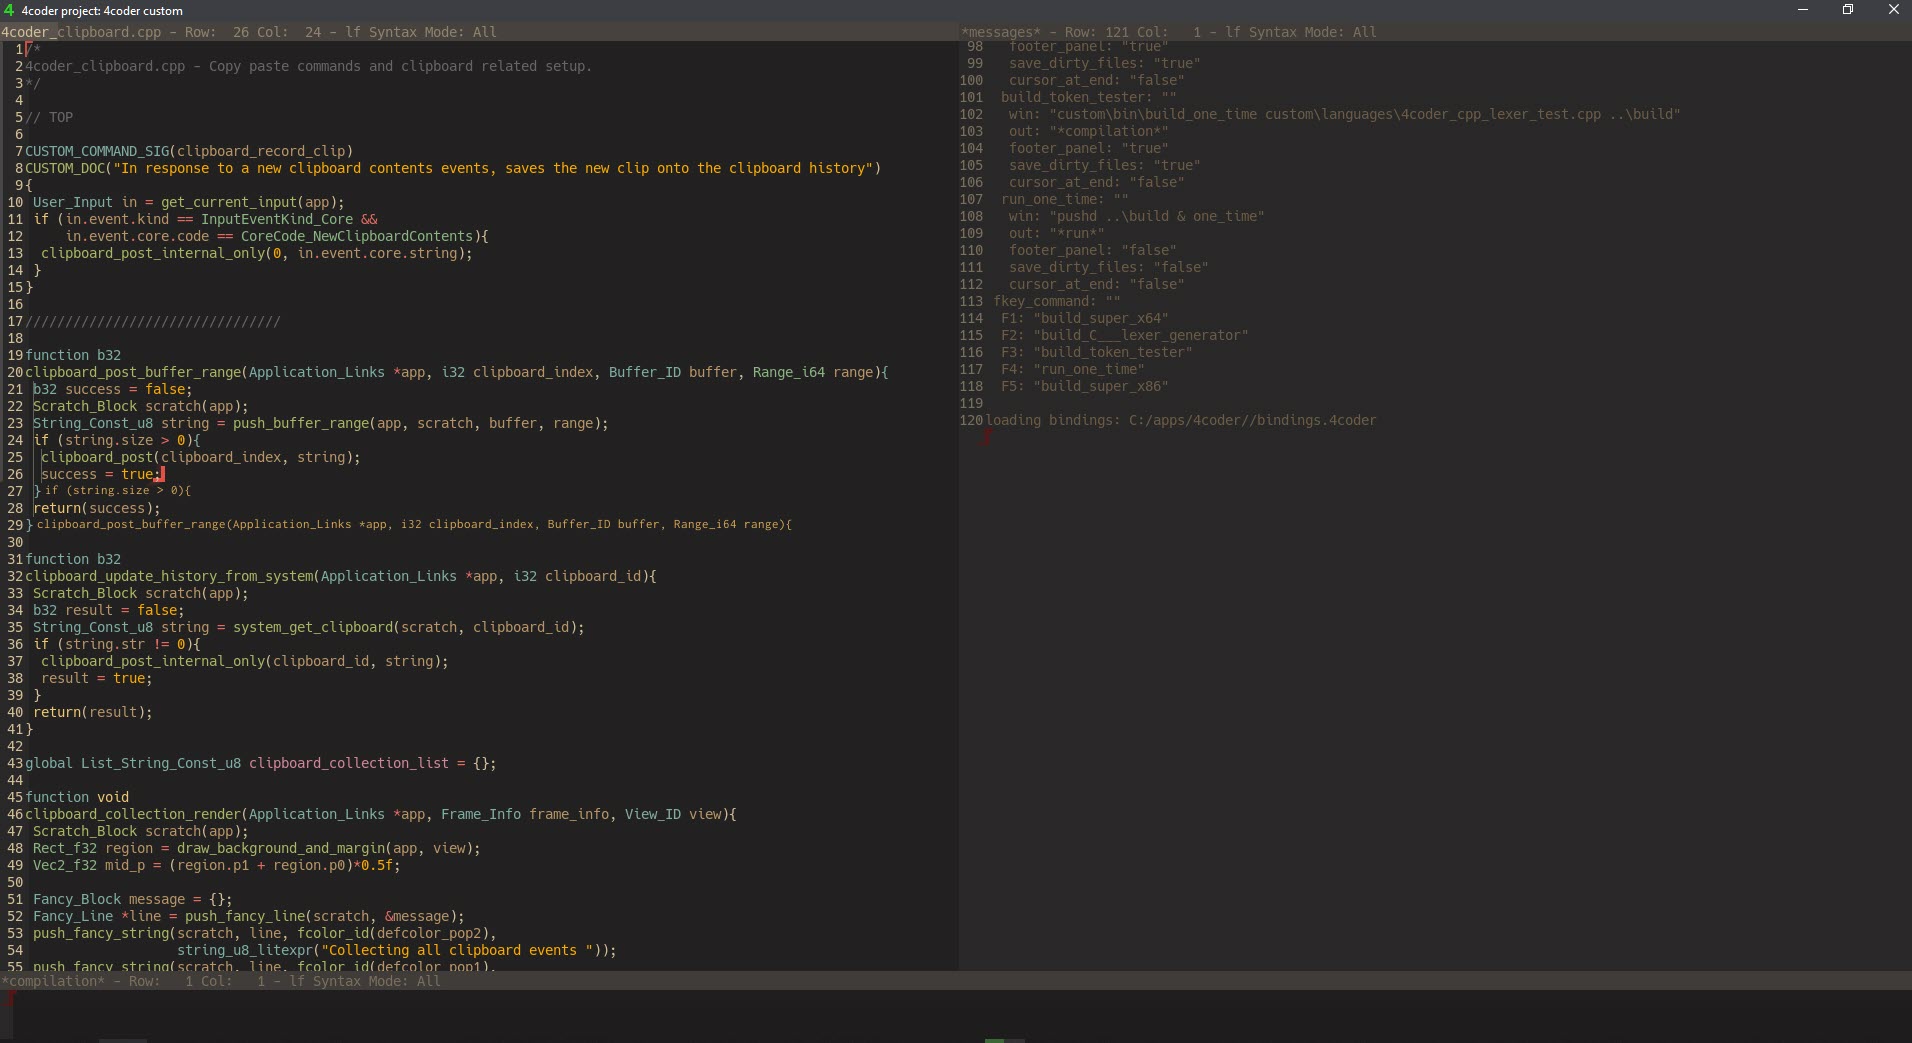 4coder project: 4coder custom
4coder_clipboard.cpp - Row: 26 Col: 24 - lf Syntax Mode: All
1 /*
2 4coder_clipboard.cpp - Copy paste commands and clipboard related setup.
3 */
4
5 // TOP
6
7 CUSTOM_COMMAND_SIG(clipboard_record_clip)
8 CUSTOM_DOC("In response to a new clipboard contents events, saves the new clip onto the clipboard history")
9 {
10 User_Input in = get_current_input(app);
11 if (in.event.kind == InputEventKind_Core &&
12 in.event.core.code == CoreCode_NewClipboardContents){
13 clipboard_post_internal_only(0, in.event.core.string);
14 }
15 }
16
17 ////////////////////////////////
18
19 function b32
20 clipboard_post_buffer_range(Application_Links *app, i32 clipboard_index, Buffer_ID buffer, Range_i64 range){
21 b32 success = false;
22 Scratch_Block scratch(app);
23 String_Const_u8 string = push_buffer_range(app, scratch, buffer, range);
24 if (string.size > 0){
25 clipboard_post(clipboard_index, string);
26 success = true;
27 } if (string.size > 0){
28 return(success);
29 } clipboard_post_buffer_range(Application_Links *app, i32 clipboard_index, Buffer_ID buffer, Range_i64 range){
30
31 function b32
32 clipboard_update_history_from_system(Application_Links *app, i32 clipboard_id){
33 Scratch_Block scratch(app);
34 b32 result = false;
35 String_Const_u8 string = system_get_clipboard(scratch, clipboard_id);
36 if (string.str != 0){
37 clipboard_post_internal_only(clipboard_id, string);
38 result = true;
39 }
40 return(result);
41 }
42
43 global List_String_Const_u8 clipboard_collection_list = {};
44
45 function void
46 clipboard_collection_render(Application_Links *app, Frame_Info frame_info, View_ID view){
47 Scratch_Block scratch(app);
48 Rect_f32 region = draw_background_and_margin(app, view);
49 Vec2_f32 mid_p = (region.p1 + region.p0)*0.5f;
50
51 Fancy_Block message = {};
52 Fancy_Line *line = push_fancy_line(scratch, &message);
53 push_fancy_string(scratch, line, fcolor_id(defcolor_pop2),
54 string_u8_litexpr("Collecting all clipboard events "));
55 push_fancy_string(scratch, line, fcolor_id(defcolor_pop1),
*messages* - Row: 121 Col: 1 - lf Syntax Mode: All
98 footer_panel: "true"
99 save_dirty_files: "true"
100 cursor_at_end: "false"
101 build_token_tester: ""
102 win: "custom\bin\build_one_time custom\languages\4coder_cpp_lexer_test.cpp ..\build"
103 out: "*compilation*"
104 footer_panel: "true"
105 save_dirty_files: "true"
106 cursor_at_end: "false"
107 run_one_time: ""
108 win: "pushd ..\build & one_time"
109 out: "*run*"
110 footer_panel: "false"
111 save_dirty_files: "false"
112 cursor_at_end: "false"
113 fkey_command: ""
114 F1: "build_super_x64"
115 F2: "build_C___lexer_generator"
116 F3: "build_token_tester"
117 F4: "run_one_time"
118 F5: "build_super_x86"
119
120 loading bindings: C:/apps/4coder//bindings.4coder
*compilation* - Row: 1 Col: 1 - lf Syntax Mode: All